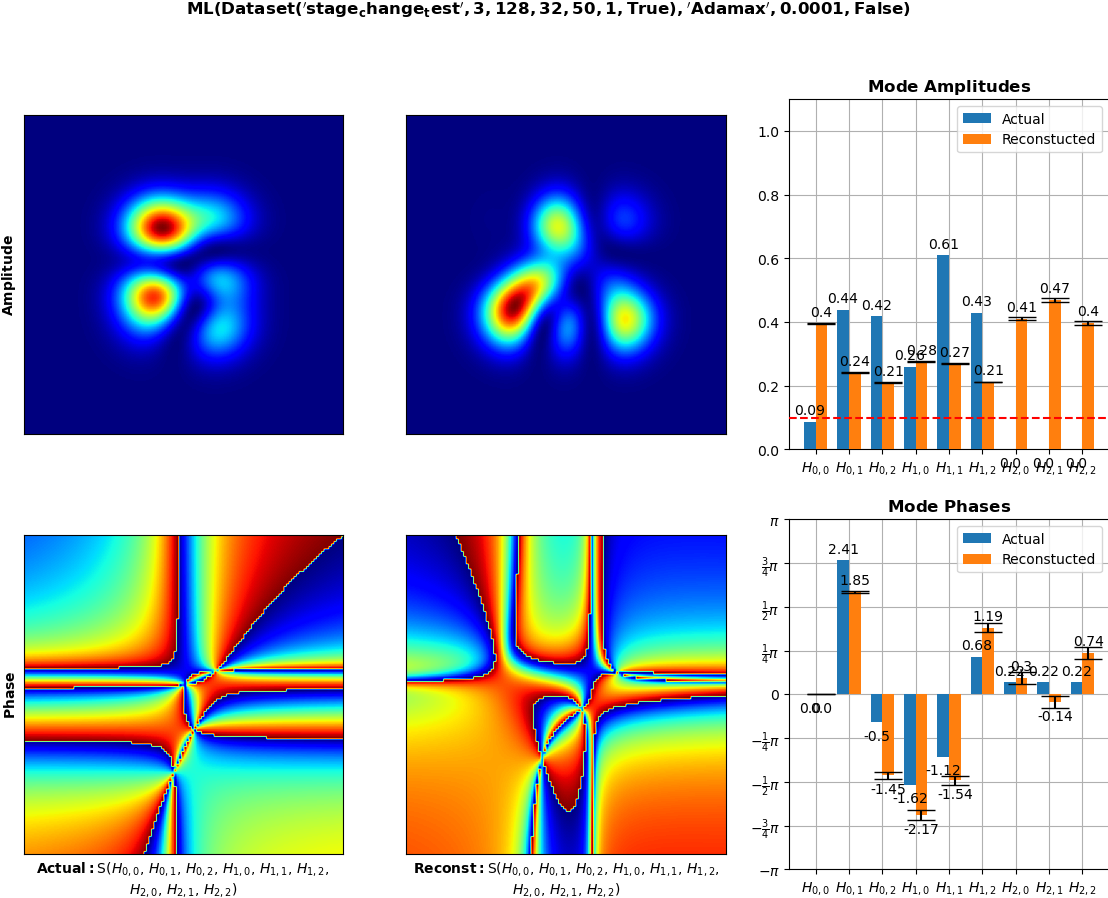 ML(Dataset('stage_change_test', 3, 128, 32, 50, 1, True), 'Adamax', 0.0001, False)
Amplitude
Mode Amplitudes
Actual
Reconstucted
1.0
0.8
0.6
0.4
0.2
0.0
0.09 0.44 0.42 0.26 0.61 0.43 0.0 0.0 0.0
0.4 0.24 0.21 0.28 0.27 0.21 0.41 0.47 0.4
H0,0 H0,1 H0,2 H1,0 H1,1 H1,2 H2,0 H2,1 H2,2
Phase
Actual: S(H0,0, H0,1, H0,2, H1,0, H1,1, H1,2,
H2,0, H2,1, H2,2)
Reconst: S(H0,0, H0,1, H0,2, H1,0, H1,1, H1,2,
H2,0, H2,1, H2,2)
Mode Phases
Actual
Reconstucted
π
3/4π
1/2π
1/4π
0
−1/4π
−1/2π
−3/4π
−π
0.0 2.41 -0.5 -1.62 -1.12 0.68 0.22 0.22 0.22
0.0 1.85 -1.45 -2.17 -1.54 1.19 0.3 -0.14 0.74
H0,0 H0,1 H0,2 H1,0 H1,1 H1,2 H2,0 H2,1 H2,2